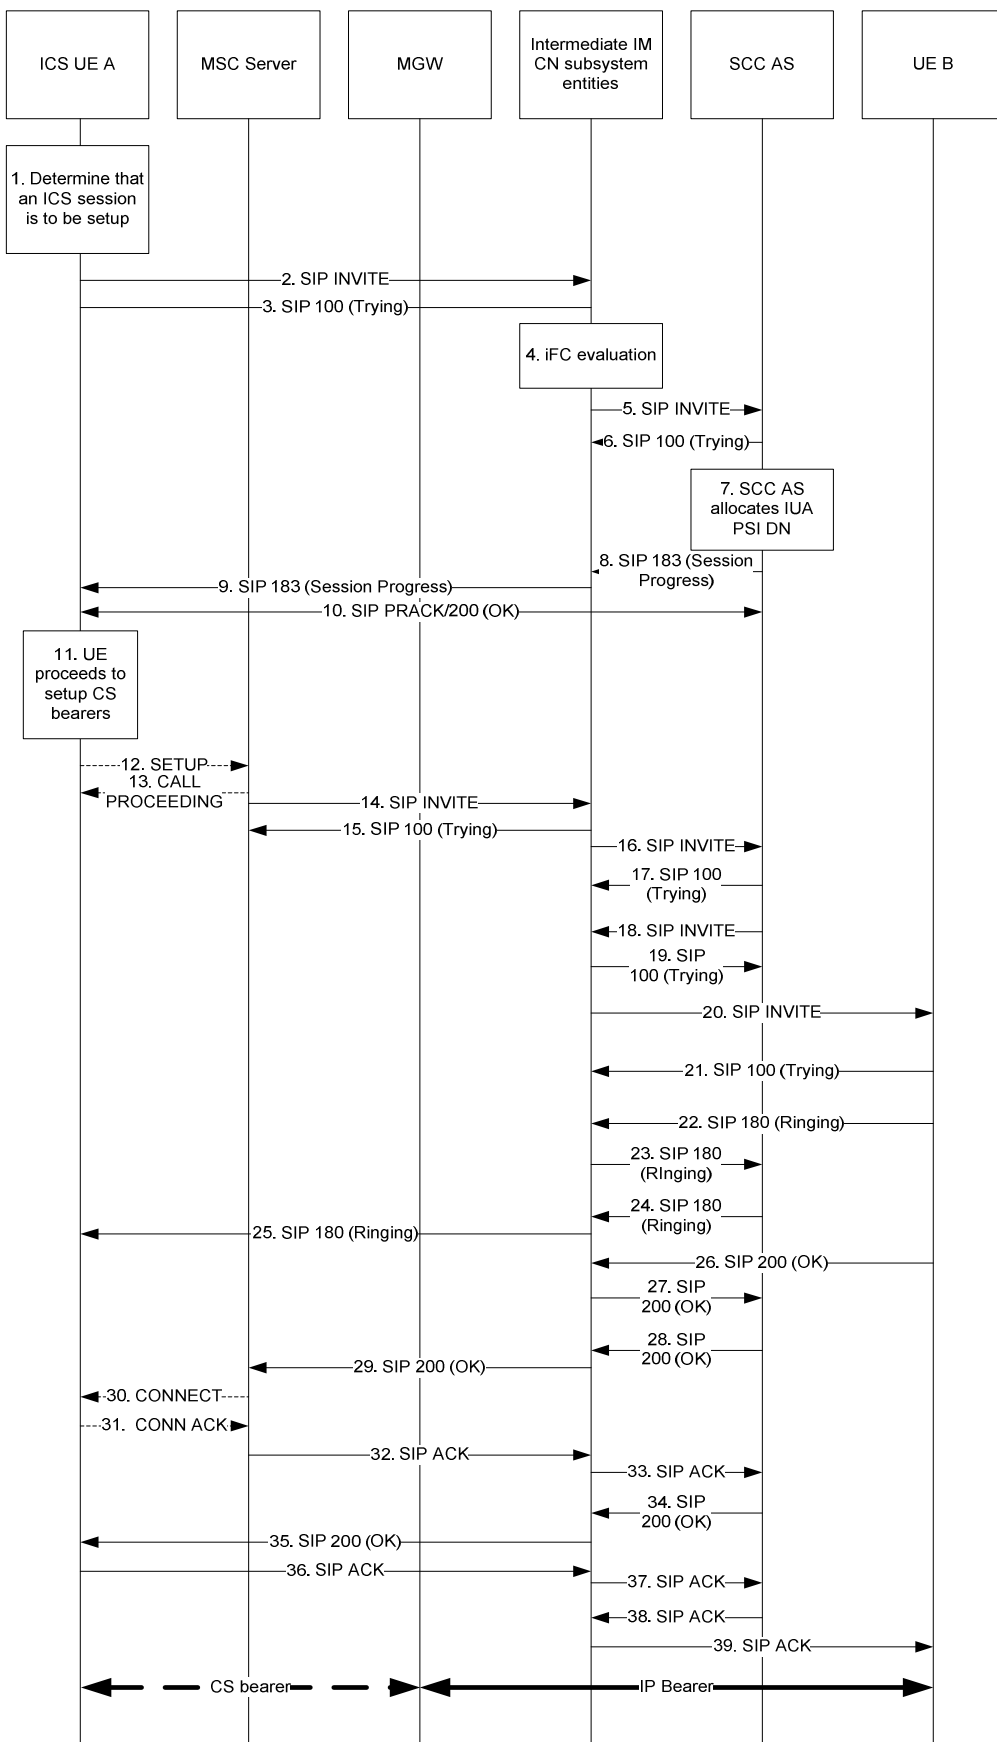 ICS UE A
MSC Server
MGW
Intermediate IM
CN subsystem
entities
SCC AS
UE B
1. Determine that
an ICS session
is to be setup
2. SIP INVITE
3. SIP 100 (Trying)
4. iFC evaluation
5. SIP INVITE
6. SIP 100 (Trying)
7. SCC AS
allocates IUA
PSI DN
8. SIP 183 (Session
Progress)
9. SIP 183 (Session Progress)
10. SIP PRACK/200 (OK)
11. UE
proceeds to
setup CS
bearers
12. SETUP
13. CALL
PROCEEDING
14. SIP INVITE
15. SIP 100 (Trying)
16. SIP INVITE
17. SIP 100
(Trying)
18. SIP INVITE
19. SIP
100 (Trying)
20. SIP INVITE
21. SIP 100 (Trying)
22. SIP 180 (Ringing)
23. SIP 180
(RInging)
24. SIP 180
(Ringing)
25. SIP 180 (Ringing)
26. SIP 200 (OK)
27. SIP
200 (OK)
28. SIP
200 (OK)
29. SIP 200 (OK)
30. CONNECT
31. CONN ACK
32. SIP ACK
33. SIP ACK
34. SIP
200 (OK)
35. SIP 200 (OK)
36. SIP ACK
37. SIP ACK
38. SIP ACK
39. SIP ACK
CS bearer
IP Bearer